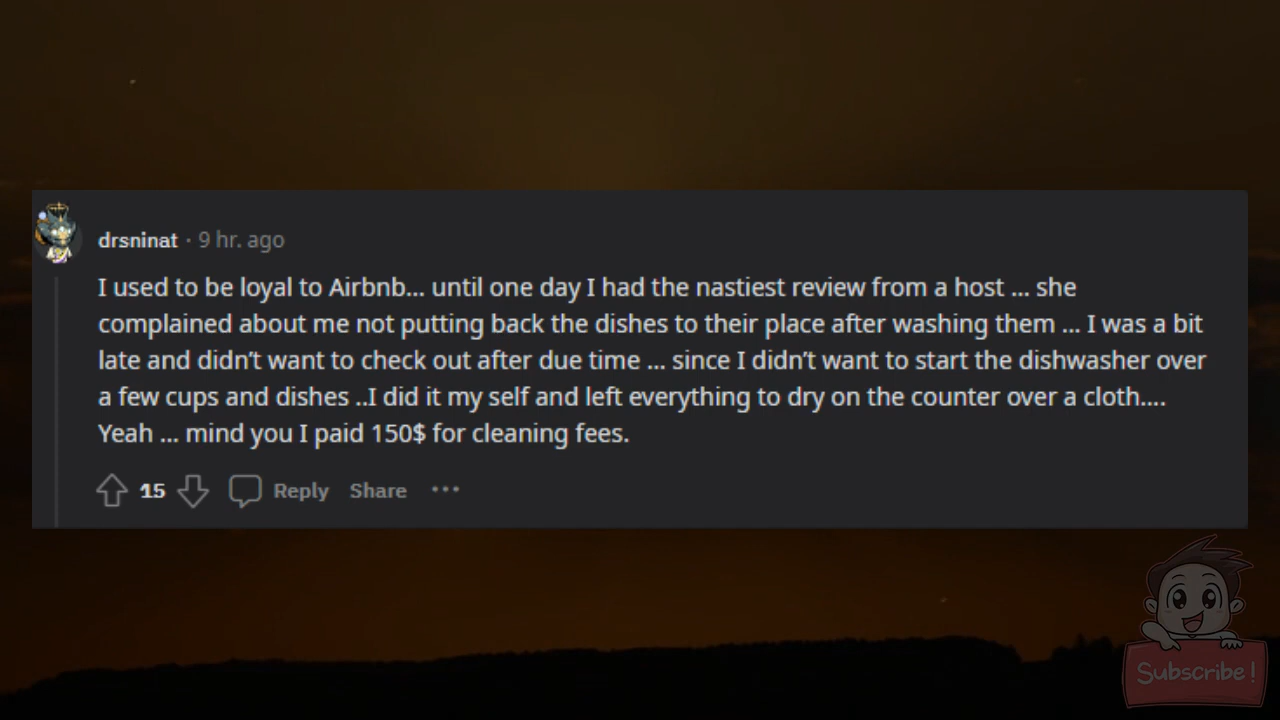 drsninat · 9 hr. ago
I used to be loyal to Airbnb... until one day I had the nastiest review from a host ... she
complained about me not putting back the dishes to their place after washing them ... I was a bit
late and didn’t want to check out after due time ... since I didn’t want to start the dishwasher over
a few cups and dishes ..I did it my self and left everything to dry on the counter over a cloth....
Yeah ... mind you I paid 150$ for cleaning fees.
15 Reply Share ···
Subscribe!